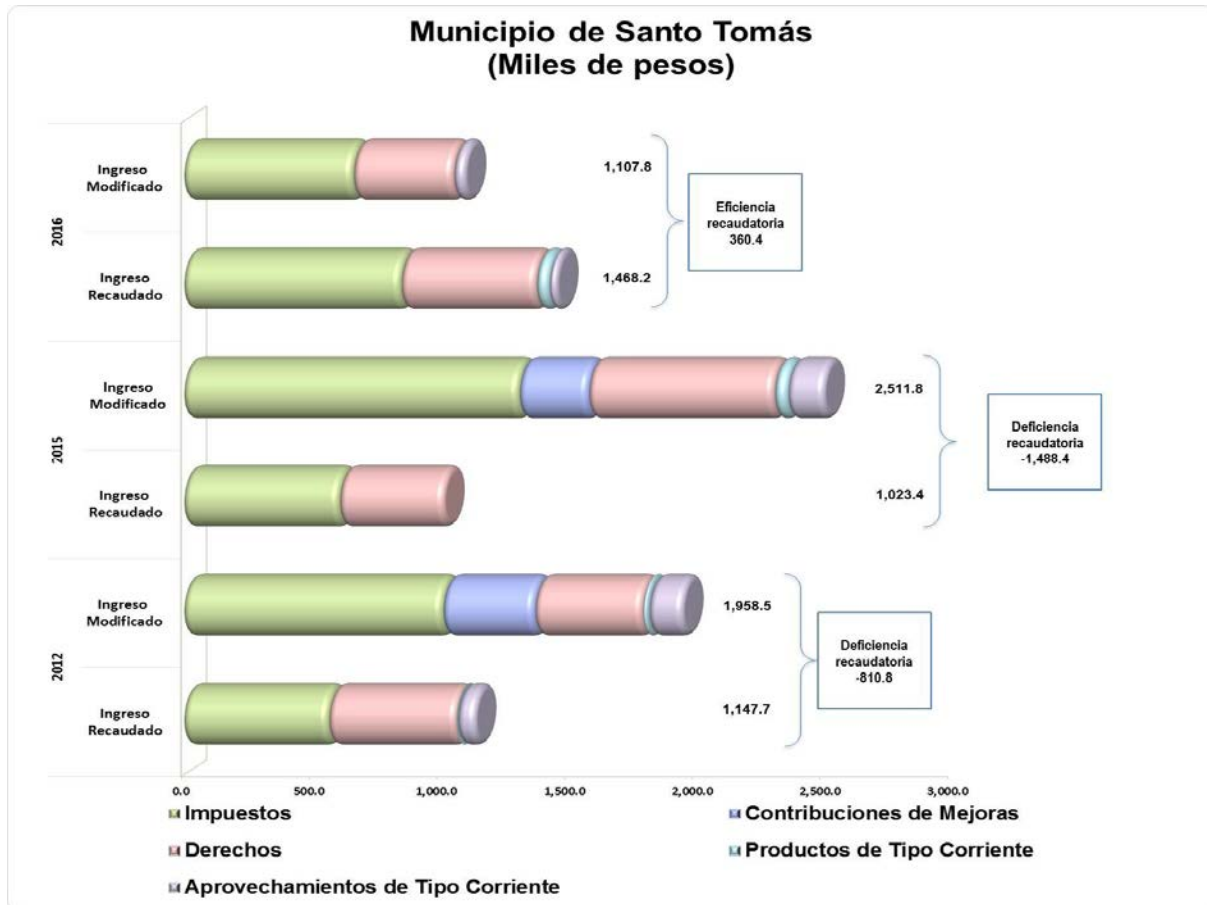 Municipio de Santo Tomás
(Miles de pesos)
2016
Ingreso
Modificado
1,107.8
Eficiencia
recaudatoria
360.4
Ingreso
Recaudado
1,468.2
2015
Ingreso
Modificado
2,511.8
Deficiencia
recaudatoria
-1,488.4
Ingreso
Recaudado
1,023.4
2012
Ingreso
Modificado
1,958.5
Deficiencia
recaudatoria
-810.8
Ingreso
Recaudado
1,147.7
0.0 500.0 1,000.0 1,500.0 2,000.0 2,500.0 3,000.0
Impuestos
Contribuciones de Mejoras
Derechos
Productos de Tipo Corriente
Aprovechamientos de Tipo Corriente